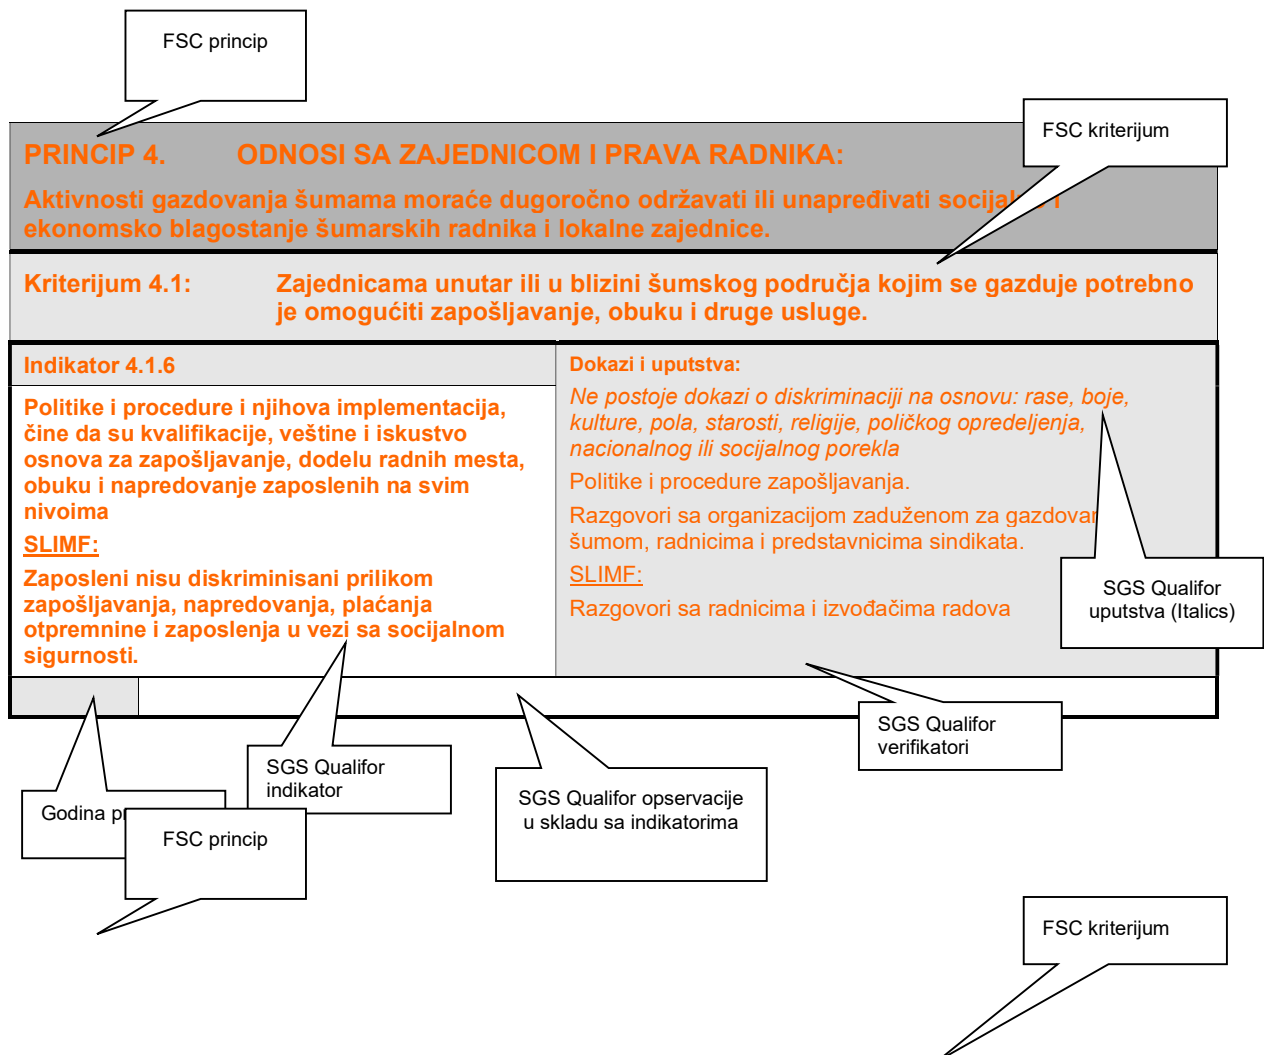 FSC princip
FSC kriterijum
PRINCIP 4. ODNOSI SA ZAJEDNICOM I PRAVA RADNIKA:
Aktivnosti gazdovanja šumama moraće dugoročno održavati ili unapređivati i
ekonomsko blagostanje šumarskih radnika i lokalne zajednice.
Kriterijum 4.1: Zajednicama unutar ili u blizini šumskog područja kojim se gazduje potrebno
je omogućiti zapošljavanje, obuku i druge usluge.
Indikator 4.1.6
Politike i procedure i njihova implementacija,
čine da su kvalifikacije, veštine i iskustvo
osnova za zapošljavanje, dodelu radnih mesta,
obuku i napredovanje zaposlenih na svim
nivoima
SLIMF:
Zaposleni nisu diskriminisani prilikom
zapošljavanja, napredovanja, plaćanja
otpremnine i zaposlenja u vezi sa socijalnom
sigurnosti.
Dokazi i uputstva:
Ne postoje dokazi o diskriminaciji na osnovu: rase, boje,
kulture, pola, starosti, religije, poličkog opredeljenja,
nacionalnog ili socijalnog porekla
Politike i procedure zapošljavanja.
Razgovori sa organizacijom zaduženom za
šumom, radnicima i predstavnicima sindikata.
SLIMF:
Razgovori sa radnicima i izvođačima radova
SGS Qualifor
uputstva (Italics)
SGS Qualifor
verifikatori
SGS Qualifor
indikator
SGS Qualifor opservacije
u skladu sa indikatorima
Godina
FSC princip
FSC kriterijum